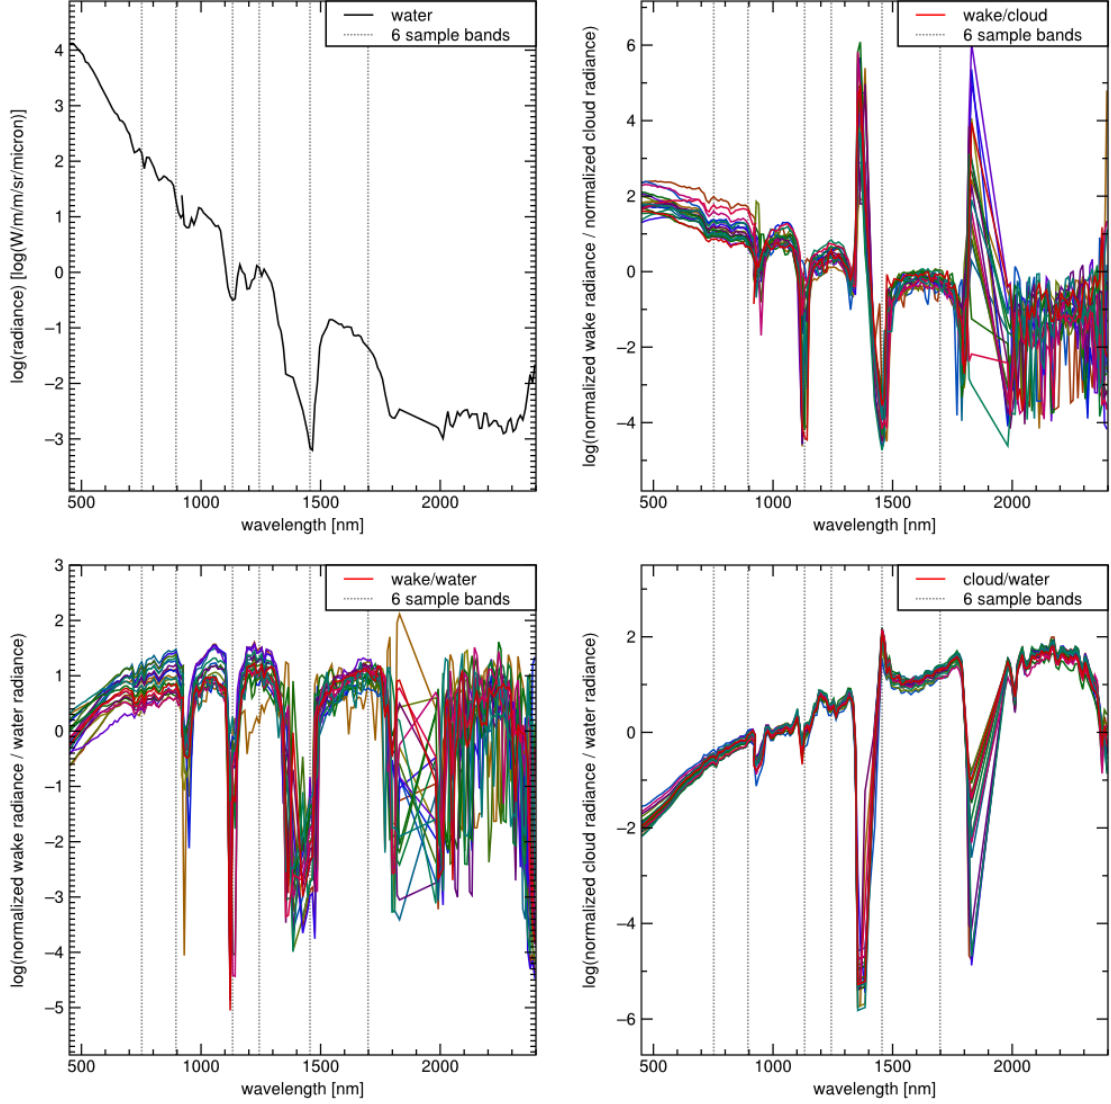 water
6 sample bands
4
3
2
1
0
−1
−2
−3
log(radiance) [log(W/m/m/sr/micron)]
500 1000 1500 2000
wavelength [nm]
wake/cloud
6 sample bands
6
4
2
0
−2
−4
log(normalized wake radiance / normalized cloud radiance)
500 1000 1500 2000
wavelength [nm]
wake/water
6 sample bands
3
2
1
0
−1
−2
−3
−4
−5
log(normalized wake radiance / water radiance)
500 1000 1500 2000
wavelength [nm]
cloud/water
6 sample bands
2
0
−2
−4
−6
log(normalized cloud radiance / water radiance)
500 1000 1500 2000
wavelength [nm]